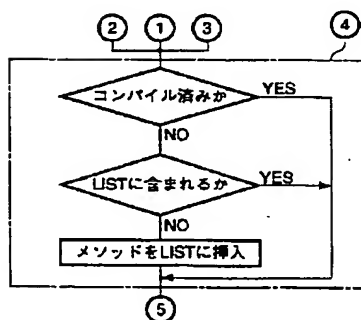 ② ① ③ ④
コンパイル済みか YES
NO
LISTに含まれるか YES
NO
メソッドをLISTに挿入
⑤